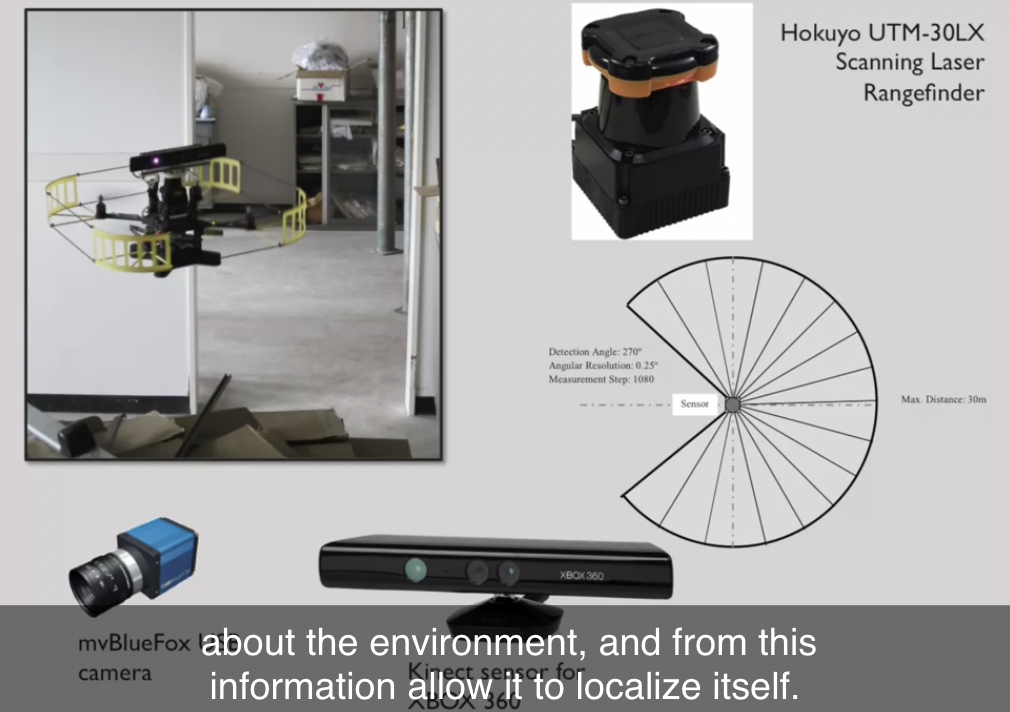 Hokuyo UTM-30LX
Scanning Laser
Rangefinder
Detection Angle: 270°
Angular Resolution: 0.25°
Measurement Step: 1080
Sensor
Max. Distance: 30m
XBOX 360
mvBlueFox USB
camera
Kinect sensor for
XBOX 360
about the environment, and from this
information allow it to localize itself.